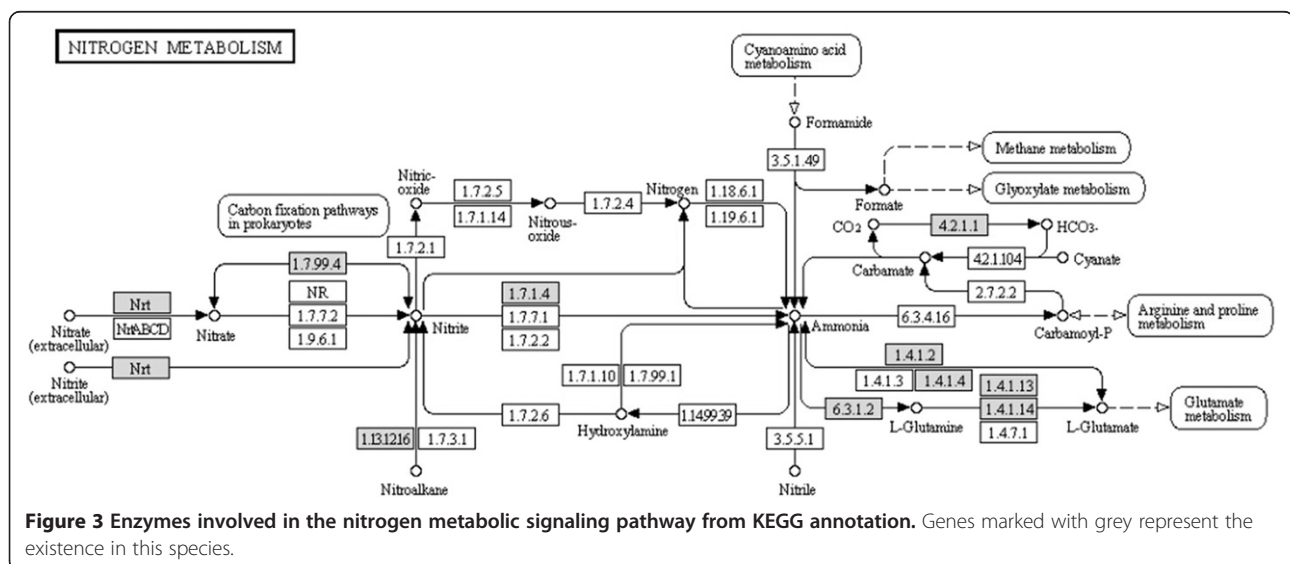 NITROGEN METABOLISM
Cyanoamino acid
metabolism
Formamide
3.5.1.49
Methane metabolism
Glyoxylate metabolism
Formate
Nitric-
oxide
1.7.2.5
1.7.1.14
Nitrous-
oxide
1.7.2.4
Nitrogen
1.18.6.1
1.19.6.1
Carbon fixation pathways
in prokaryotes
1.7.2.1
CO2
4.2.1.1
HCO3-
Carbamate
4.2.1.104
Cyanate
2.7.2.2
1.7.99.4
Nrt
NrtABCD
Nitrate
(extracellular)
Nitrate
NR
1.7.7.2
1.9.6.1
Nitrite
1.7.1.4
1.7.7.1
1.7.2.2
Ammonia
6.3.4.16
Carbamoyl-P
Arginine and proline
metabolism
Nrt
Nitrite
(extracellular)
1.7.1.10
1.7.99.1
1.4.1.2
1.4.1.3
1.4.1.4
1.4.1.13
1.4.1.14
1.4.7.1
1.7.2.6
Hydroxylamine
1.14.99.39
6.3.1.2
L-Glutamine
L-Glutamate
Glutamate
metabolism
1.13.12.16
1.7.3.1
3.5.5.1
Nitroalkane
Nitrile
Figure 3 Enzymes involved in the nitrogen metabolic signaling pathway from KEGG annotation. Genes marked with grey represent the
existence in this species.